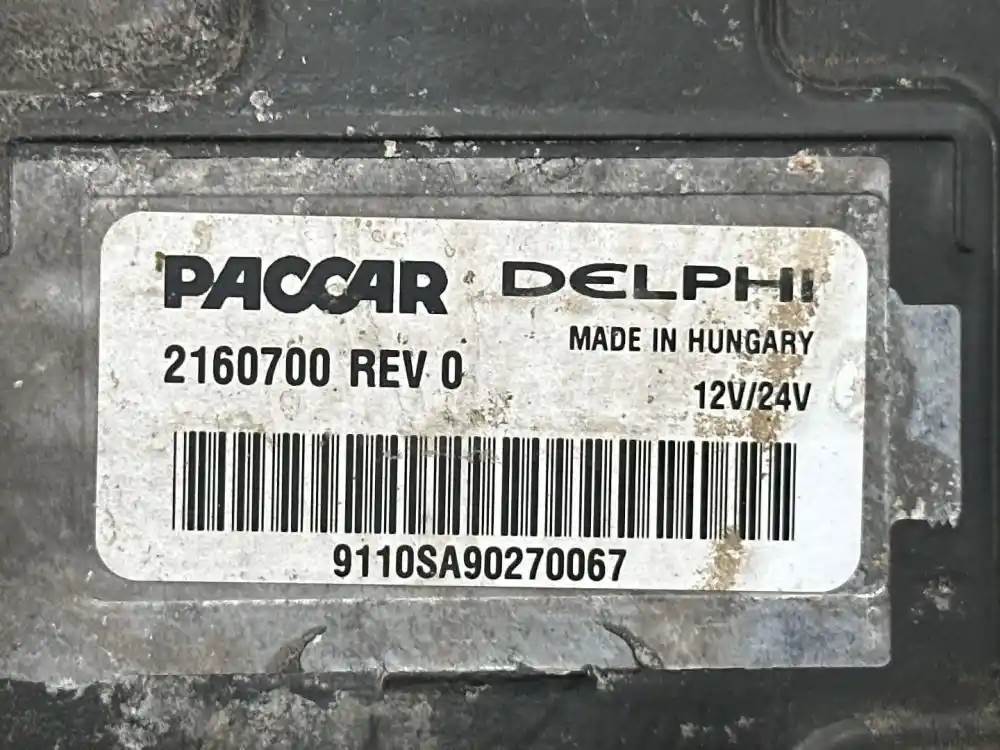 PACCAR DELPHI
MADE IN HUNGARY
2160700 REV 0
12V/24V
9110SA90270067